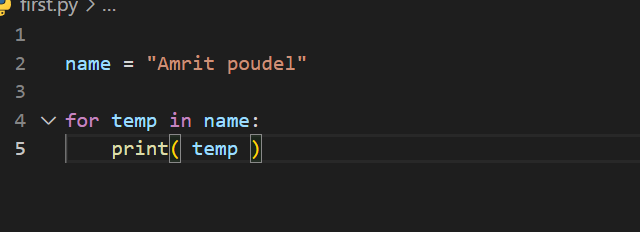 first.py > ...
1
2 name = "Amrit poudel"
3
4 for temp in name:
5     print( temp )